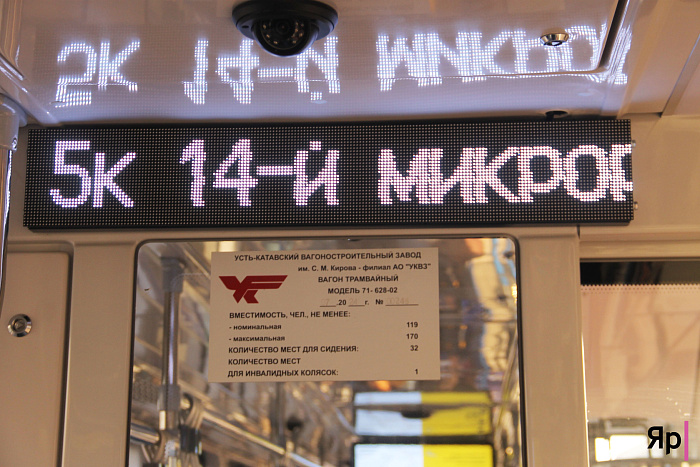 5К 14-й МИКРОР
УСТЬ-КАТАВСКИЙ ВАГОНОСТРОИТЕЛЬНЫЙ ЗАВОД
им. С. М. Кирова - филиал АО "УКВЗ"
ВАГОН ТРАМВАЙНЫЙ
МОДЕЛЬ 71- 628-02
.20 г. №
ВМЕСТИМОСТЬ, ЧЕЛ., НЕ МЕНЕЕ:
- номинальная 119
- максимальная 170
КОЛИЧЕСТВО МЕСТ ДЛЯ СИДЕНИЯ: 32
КОЛИЧЕСТВО МЕСТ
ДЛЯ ИНВАЛИДНЫХ КОЛЯСОК: 1
Яр|